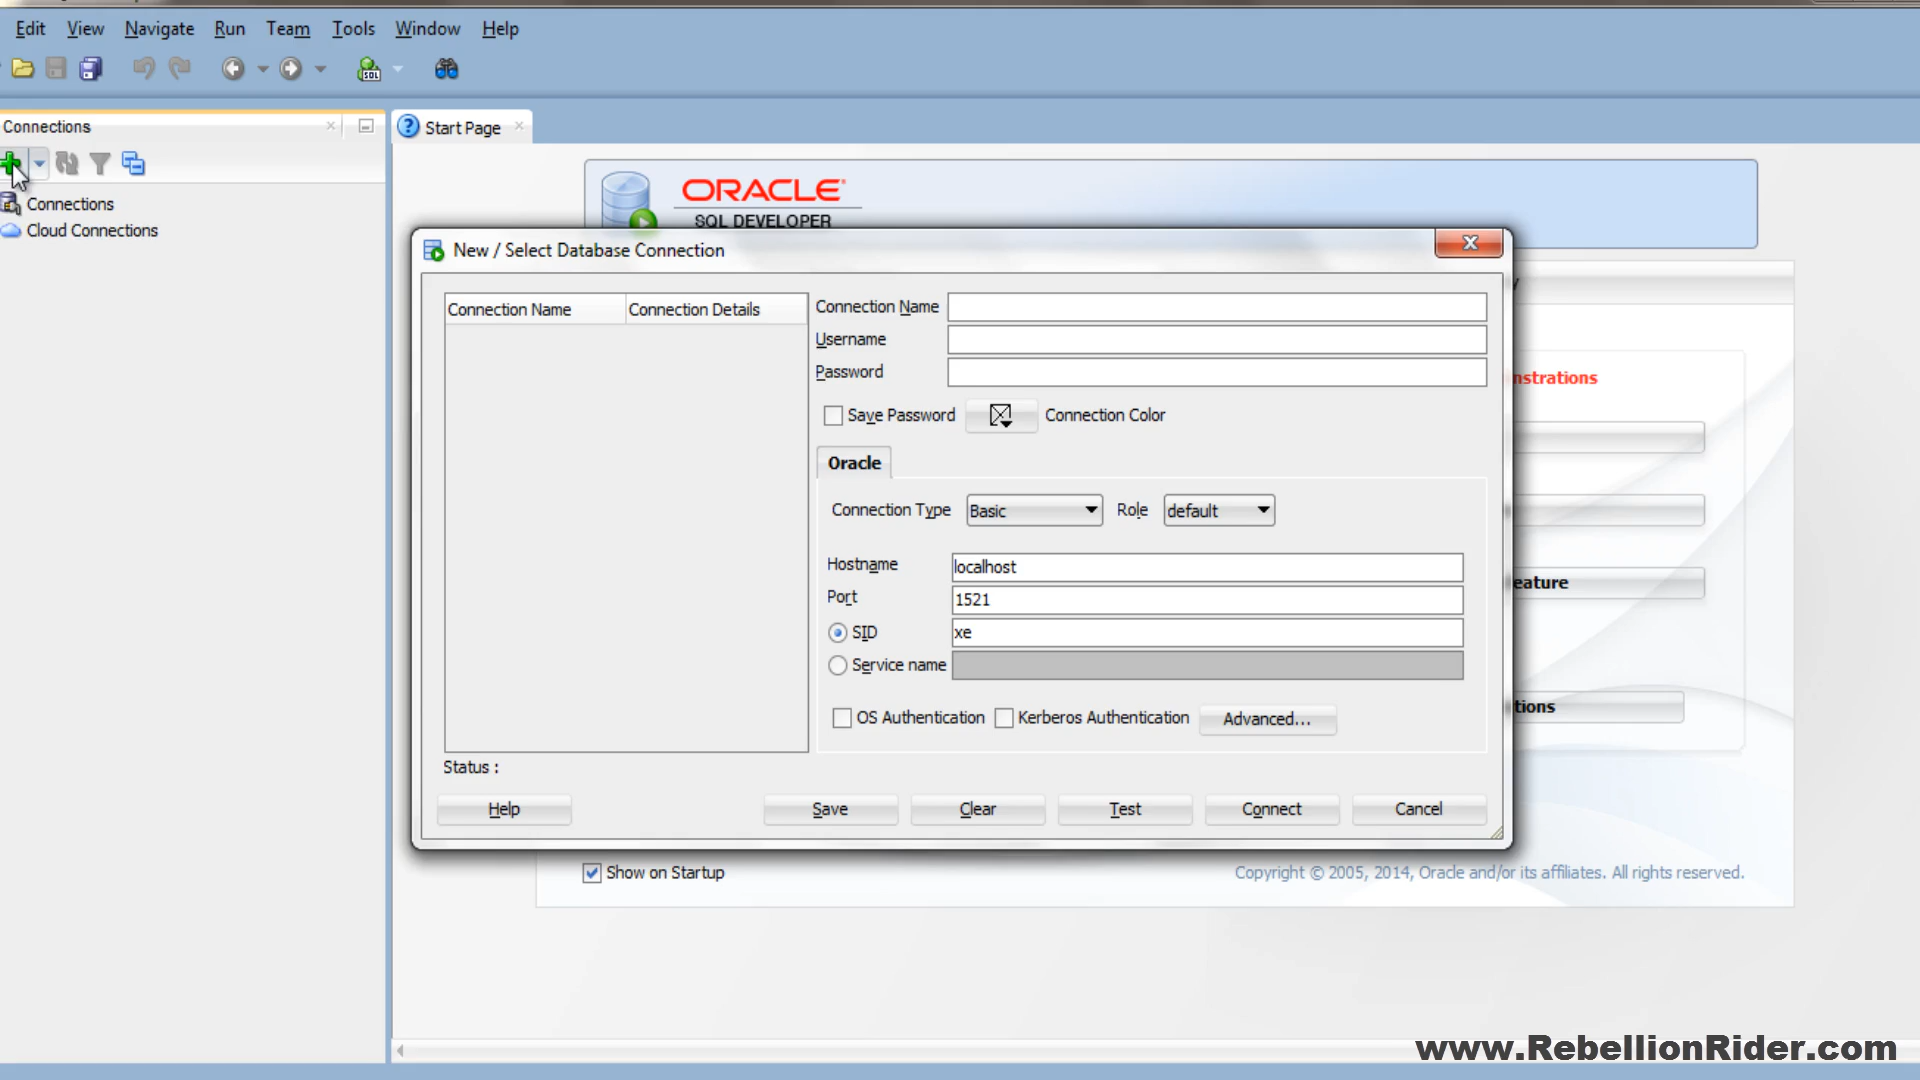 Edit View Navigate Run Team Tools Window Help
SQL
Connections
Start Page
Connections
Cloud Connections
ORACLE
SQL DEVELOPER
New / Select Database Connection
Connection Name Connection Details
Connection Name
Username
Password
Save Password Connection Color
Oracle
Connection Type Basic Role default
Hostname localhost
Port 1521
SID xe
Service name
OS Authentication Kerberos Authentication Advanced...
Status :
Help Save Clear Test Connect Cancel
nstrations
eature
tions
Show on Startup
Copyright © 2005, 2014, Oracle and/or its affiliates. All rights reserved.
www.RebellionRider.com